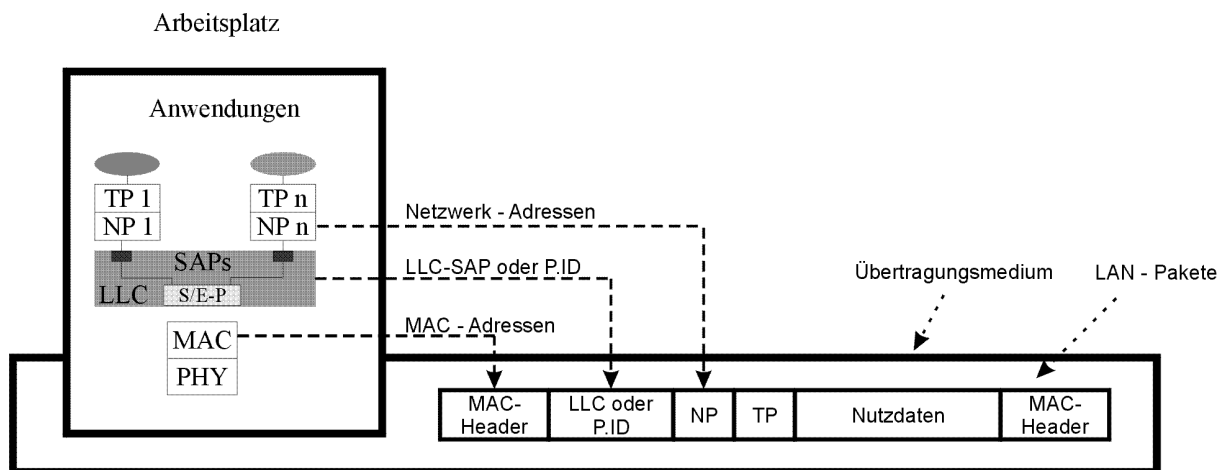 Arbeitsplatz
Anwendungen
TP 1
NP 1
TP n
NP n
SAPs
LLC
S/E-P
MAC
PHY
Netzwerk - Adressen
LLC-SAP oder P.ID
MAC - Adressen
Übertragungsmedium
LAN - Pakete
MAC-
Header
LLC oder
P.ID
NP
TP
Nutzdaten
MAC-
Header